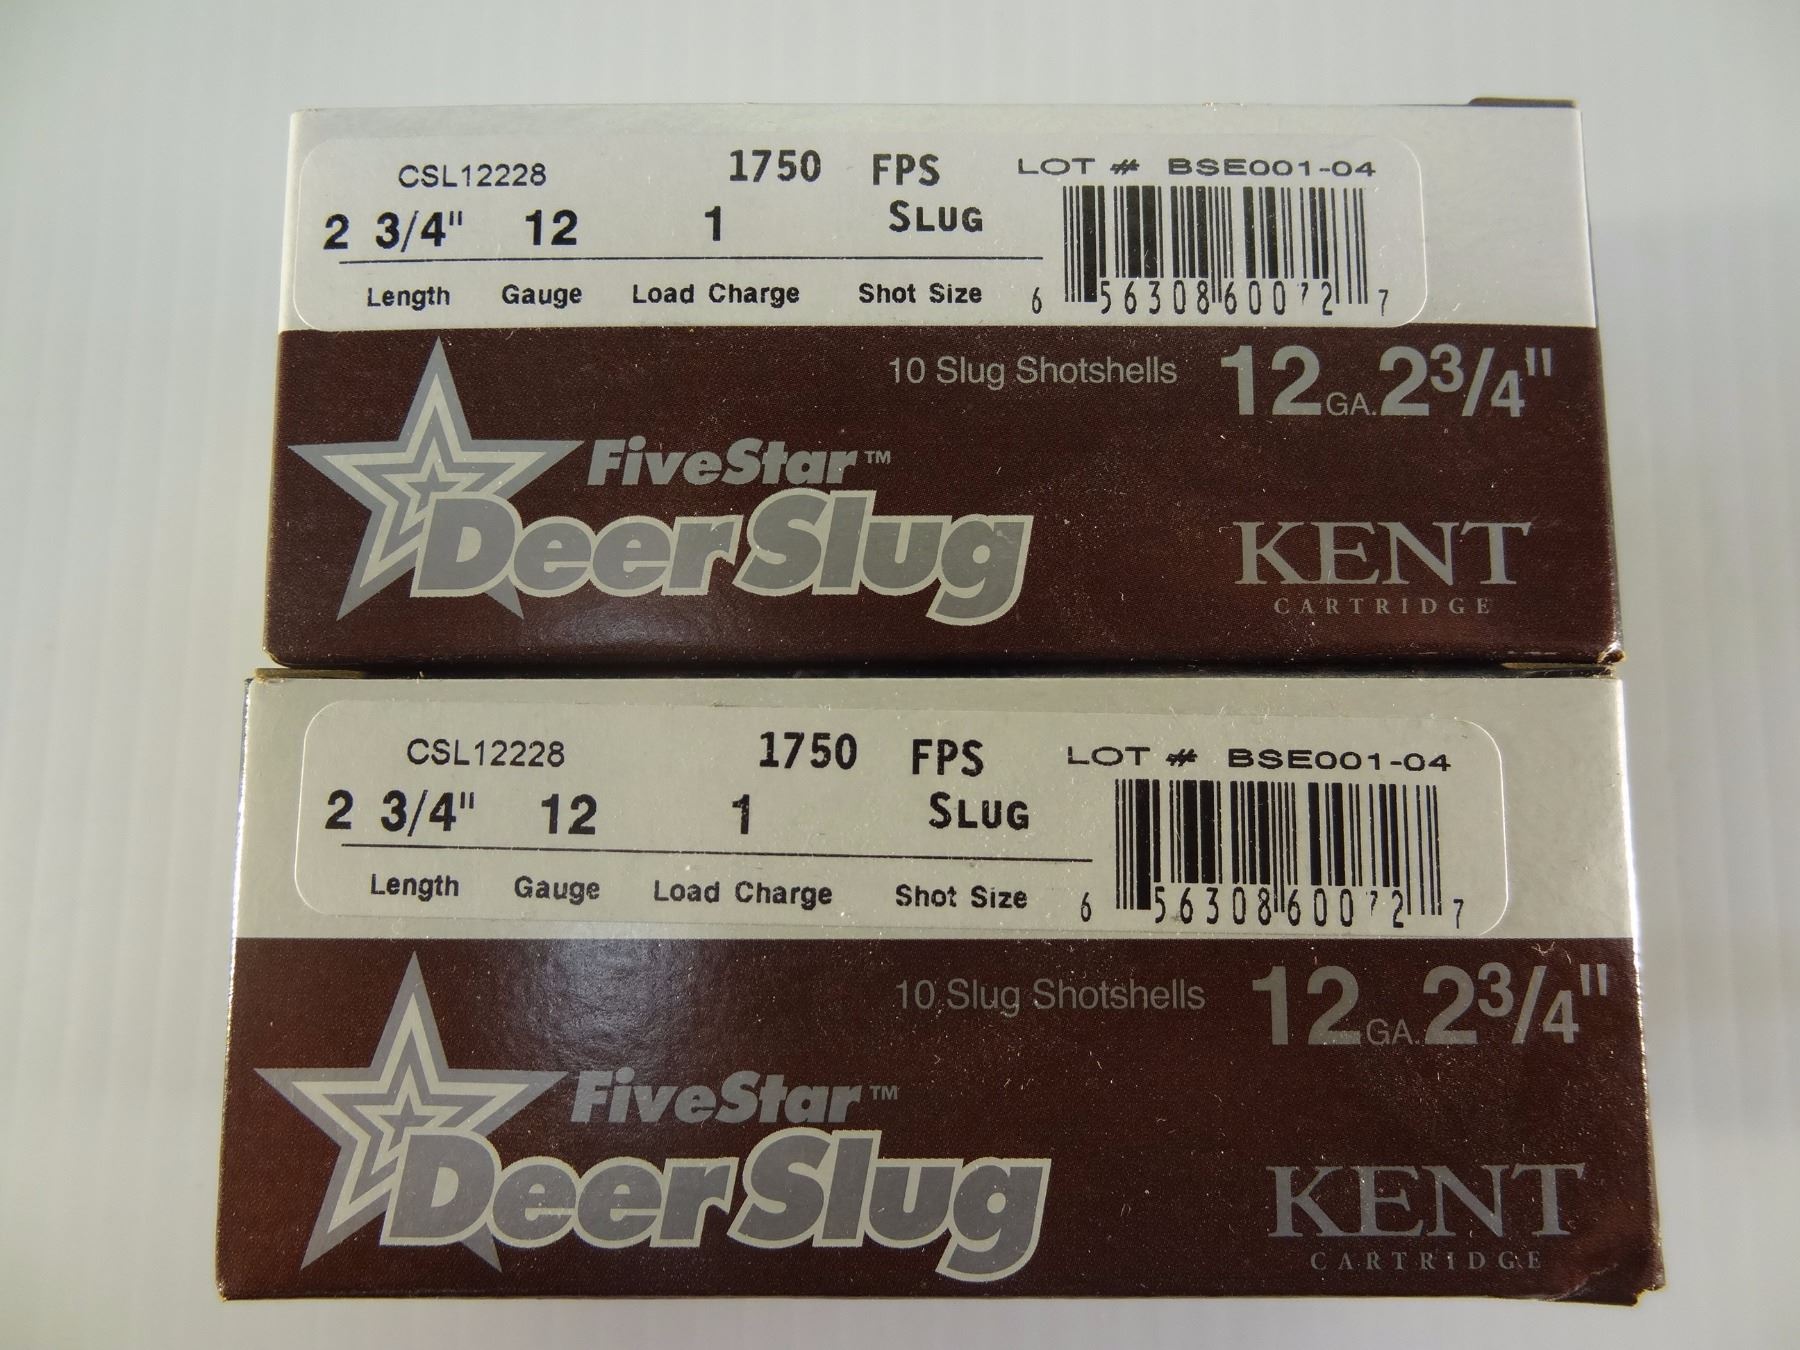 CSL12228 1750 FPS LOT # BSE001-04
2 3/4" 12 1 SLUG
Length Gauge Load Charge Shot Size
6 56308 60072 7
10 Slug Shotshells 12 GA. 2 3/4"
FiveStar™
Deer Slug
KENT
CARTRIDGE
CSL12228 1750 FPS LOT # BSE001-04
2 3/4" 12 1 SLUG
Length Gauge Load Charge Shot Size
6 56308 60072 7
10 Slug Shotshells 12 GA. 2 3/4"
FiveStar™
Deer Slug
KENT
CARTRIDGE